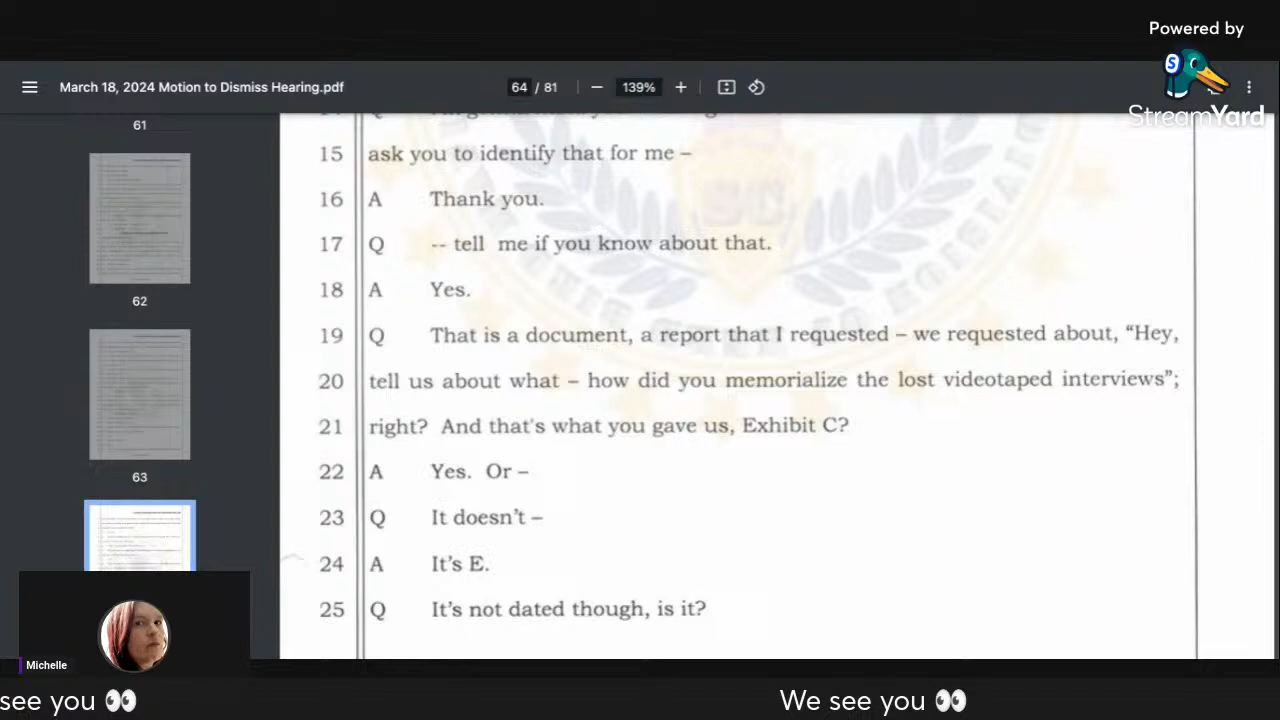 Powered by
StreamYard
March 18, 2024 Motion to Dismiss Hearing.pdf
64 / 81
139%
61
62
63
15 ask you to identify that for me –
16 A Thank you.
17 Q -- tell me if you know about that.
18 A Yes.
19 Q That is a document, a report that I requested – we requested about, “Hey,
20 tell us about what – how did you memorialize the lost videotaped interviews”;
21 right? And that's what you gave us, Exhibit C?
22 A Yes. Or –
23 Q It doesn’t –
24 A It’s E.
25 Q It’s not dated though, is it?
Michelle
see you 👀
We see you 👀